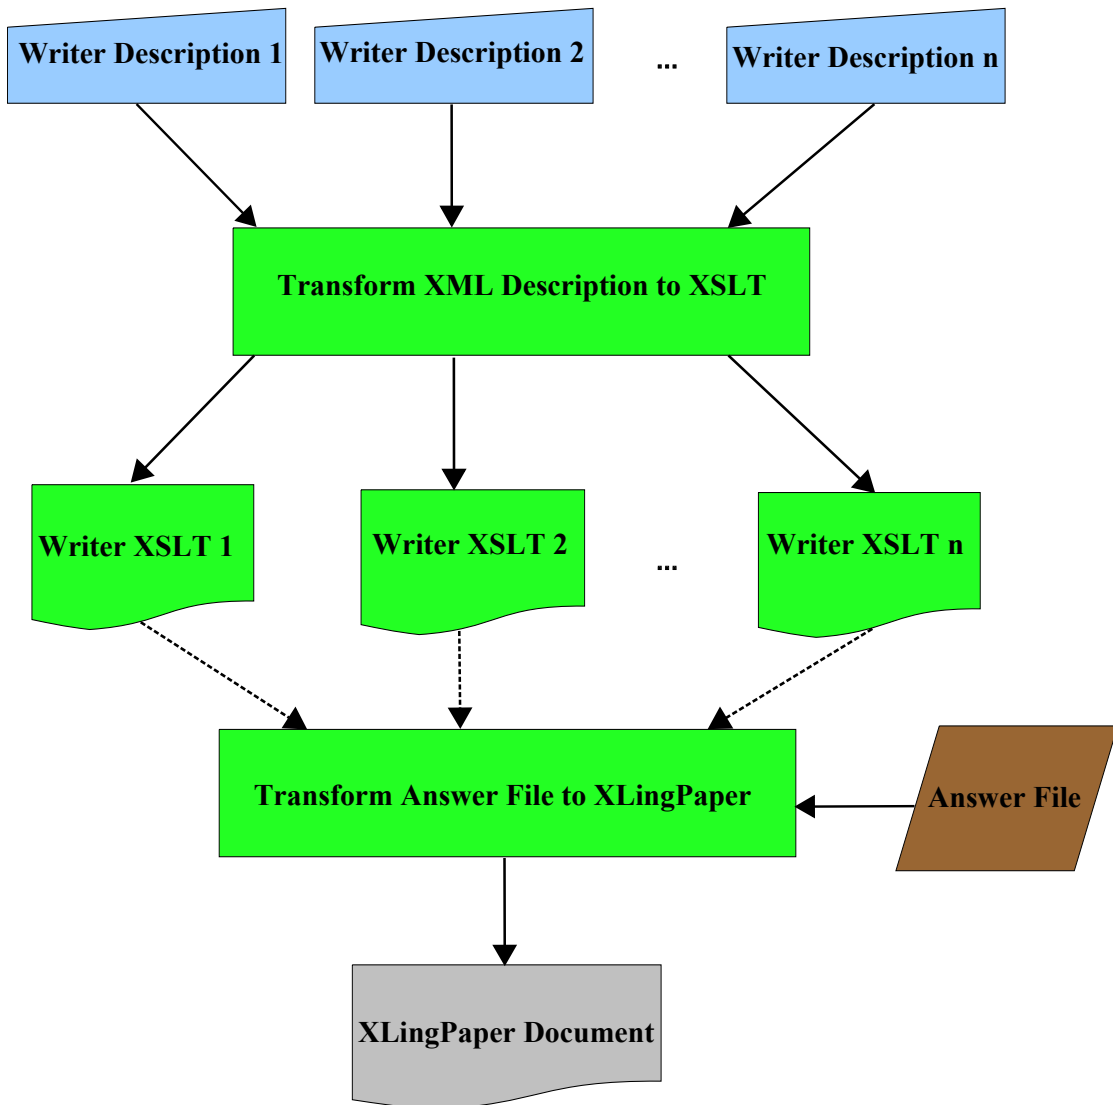 Writer Description 1
Writer Description 2
...
Writer Description n
Transform XML Description to XSLT
Writer XSLT 1
Writer XSLT 2
...
Writer XSLT n
Transform Answer File to XLingPaper
Answer File
XLingPaper Document